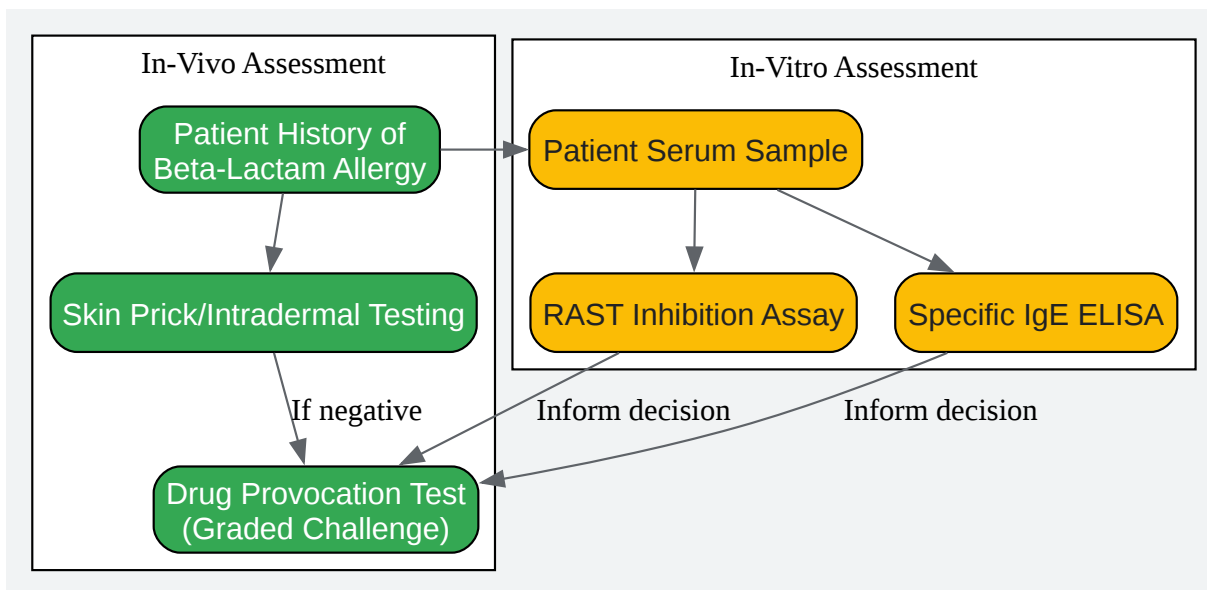 In-Vivo Assessment
In-Vitro Assessment
Patient History of
Beta-Lactam Allergy
Patient Serum Sample
Skin Prick/Intradermal Testing
RAST Inhibition Assay
Specific IgE ELISA
If negative
Inform decision
Inform decision
Drug Provocation Test
(Graded Challenge)